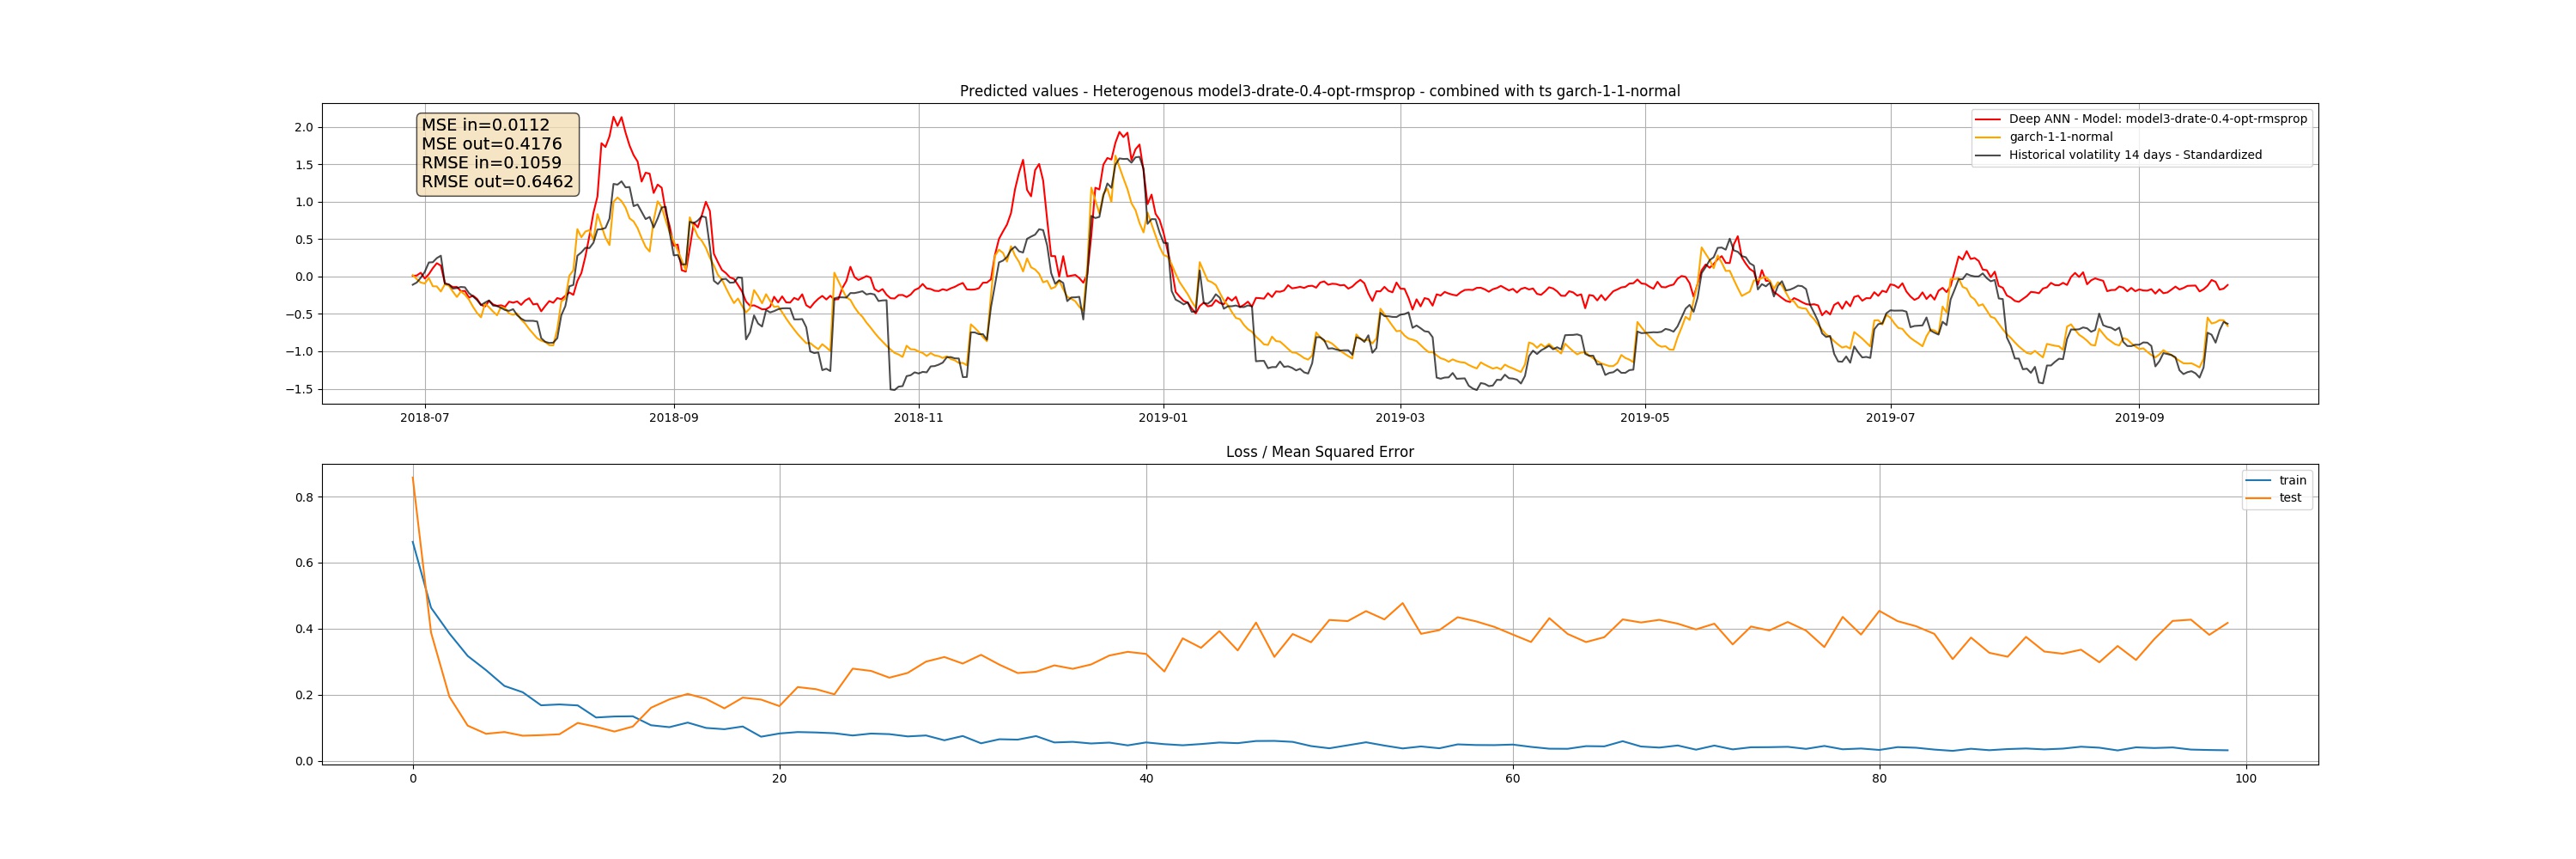 Predicted values - Heterogenous model3-drate-0.4-opt-rmsprop - combined with ts garch-1-1-normal
MSE in=0.0112
MSE out=0.4176
RMSE in=0.1059
RMSE out=0.6462
Deep ANN - Model: model3-drate-0.4-opt-rmsprop
garch-1-1-normal
Historical volatility 14 days - Standardized
2.0
1.5
1.0
0.5
0.0
−0.5
−1.0
−1.5
2018-07 2018-09 2018-11 2019-01 2019-03 2019-05 2019-07 2019-09
Loss / Mean Squared Error
train
test
0.8
0.6
0.4
0.2
0.0
0 20 40 60 80 100